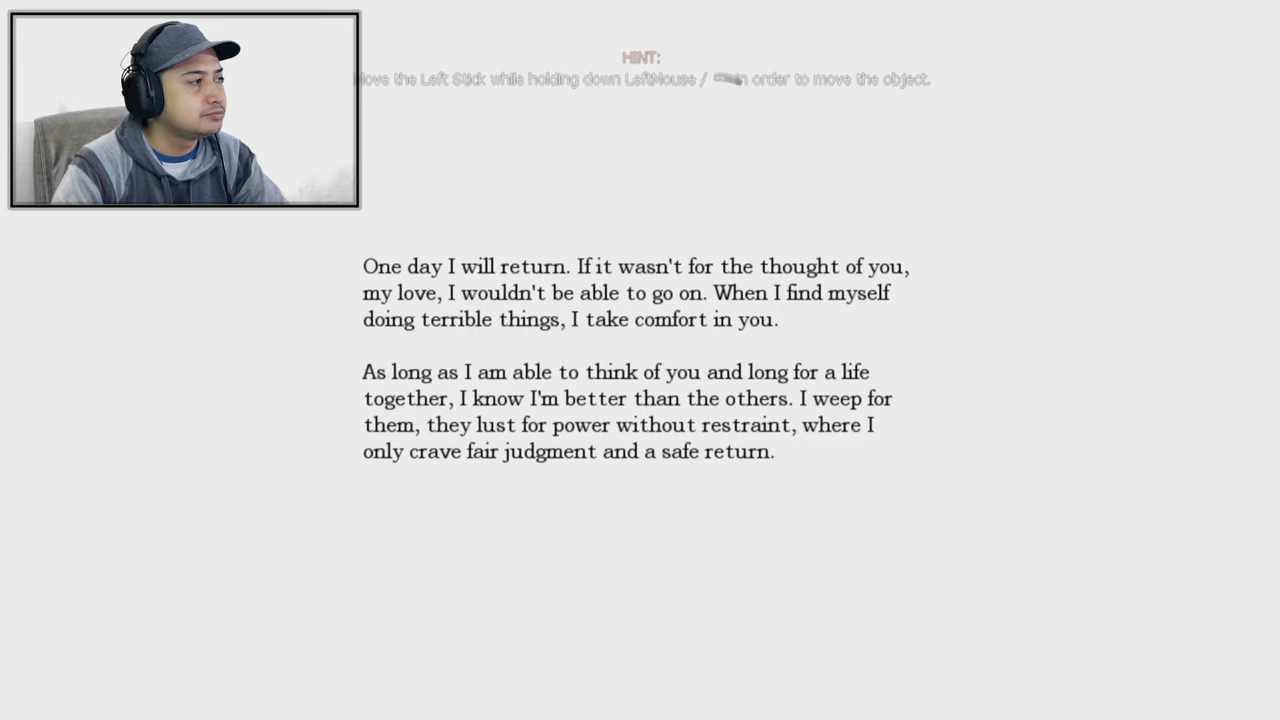 HINT:
Move the Left Stick while holding down LeftMouse / in order to move the object.
One day I will return. If it wasn't for the thought of you,
my love, I wouldn't be able to go on. When I find myself
doing terrible things, I take comfort in you.
As long as I am able to think of you and long for a life
together, I know I'm better than the others. I weep for
them, they lust for power without restraint, where I
only crave fair judgment and a safe return.